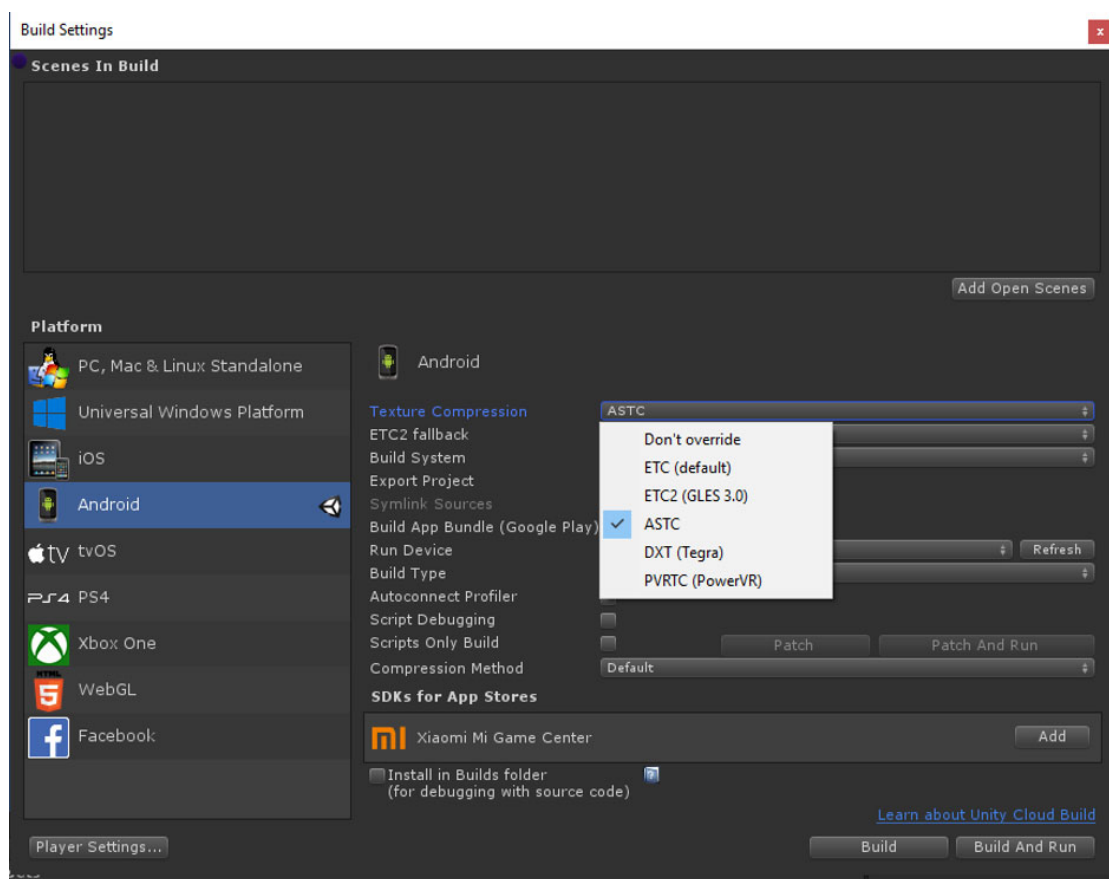 Build Settings
x
Scenes In Build
Add Open Scenes
Platform
PC, Mac & Linux Standalone
Universal Windows Platform
iOS
Android
tv tvOS
PS4 PS4
Xbox One
HTML 5 WebGL
f Facebook
Android
Texture Compression ASTC
ETC2 fallback
Build System
Export Project
Symlink Sources
Build App Bundle (Google Play)
Run Device Refresh
Build Type
Autoconnect Profiler
Script Debugging
Scripts Only Build Patch Patch And Run
Compression Method Default
Don't override
ETC (default)
ETC2 (GLES 3.0)
ASTC
DXT (Tegra)
PVRTC (PowerVR)
SDKs for App Stores
MI Xiaomi Mi Game Center Add
Install in Builds folder ?
(for debugging with source code)
Learn about Unity Cloud Build
Player Settings... Build Build And Run